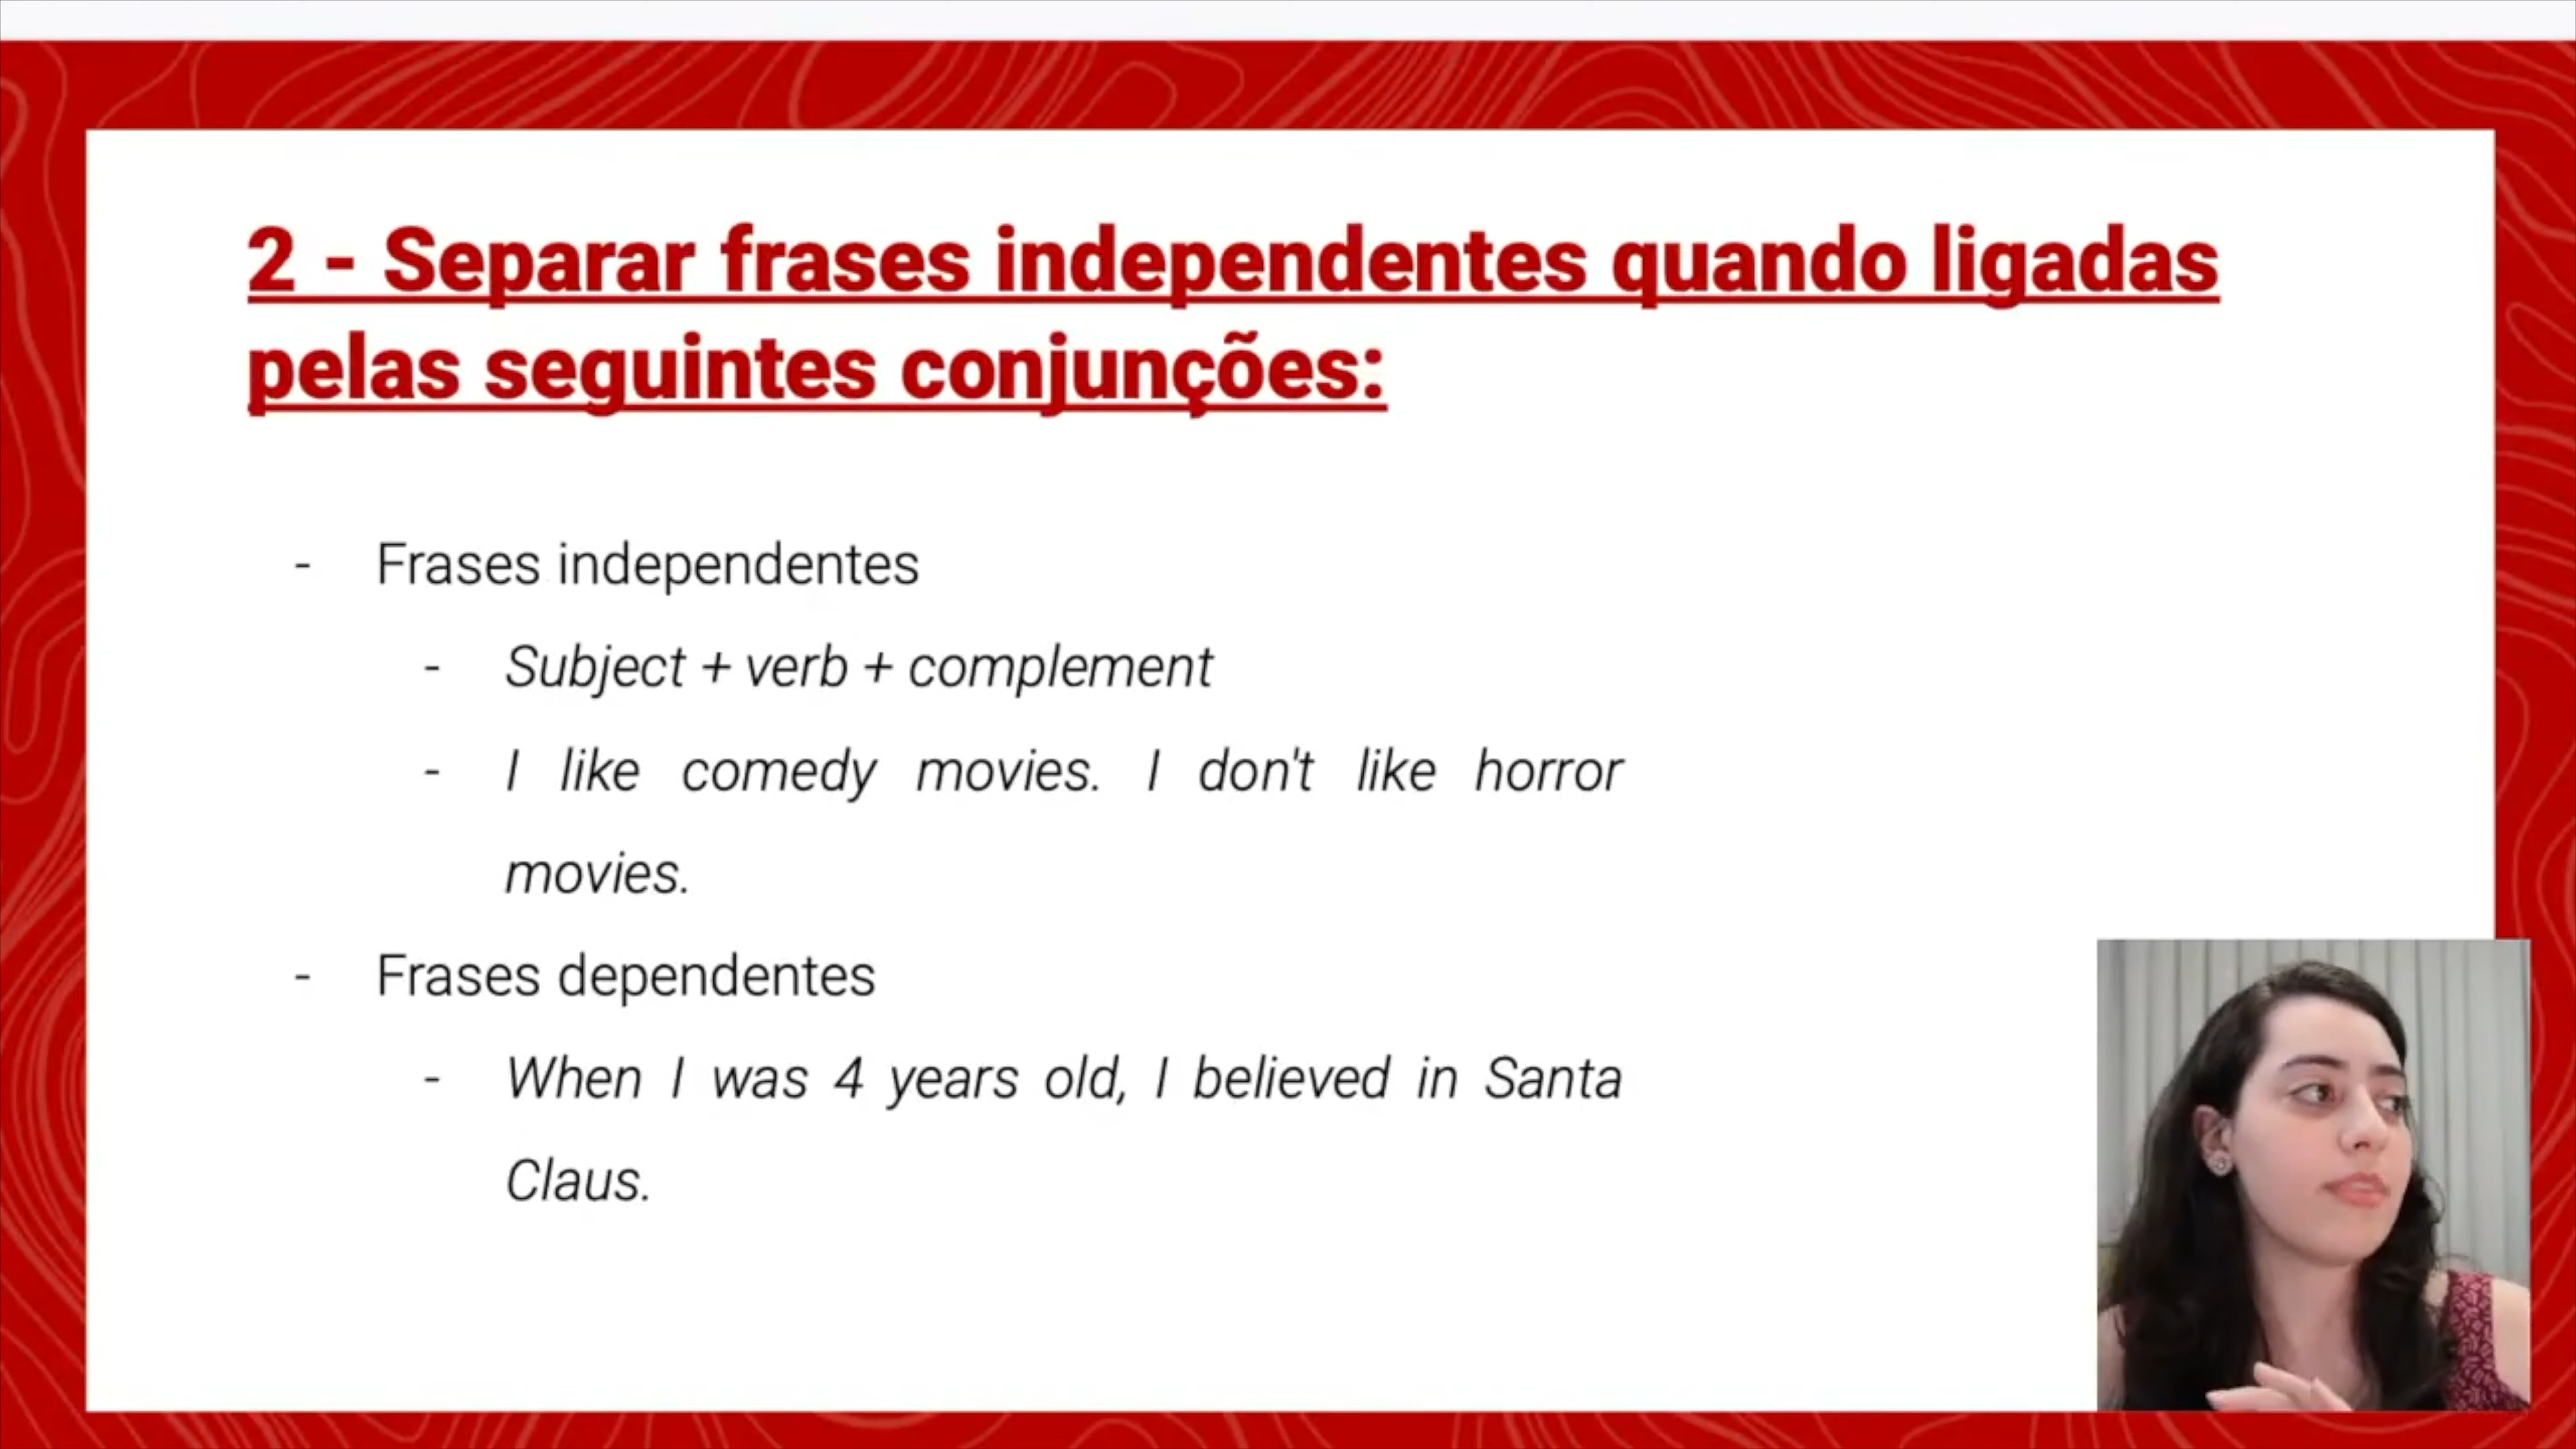 2 - Separar frases independentes quando ligadas
pelas seguintes conjunções:
- Frases independentes
- Subject + verb + complement
- I like comedy movies. I don't like horror
movies.
- Frases dependentes
- When I was 4 years old, I believed in Santa
Claus.